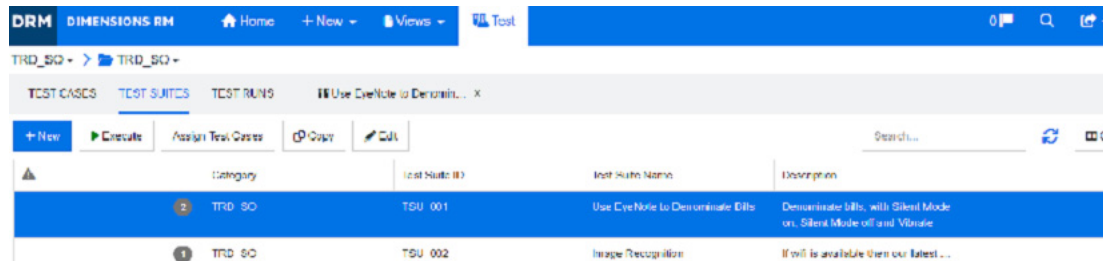 DRM DIMENSIONS RM Home + New Views Test 0
TRD_SO > TRD_SO
TEST CASES TEST SUITES TEST RUNS Use EyeNote to Denomin... x
+ New Execute Assign Test Cases Copy Edit Search...
Category Test Suite ID Test Suite Name Description
2 TRD_SO TSU_001 Use EyeNote to Denominate Bills Denominate bills, with Silent Mode
on, Silent Mode off and Vibrate
1 TRD_SO TSU_002 Image Recognition If wifi is available then our latest ...